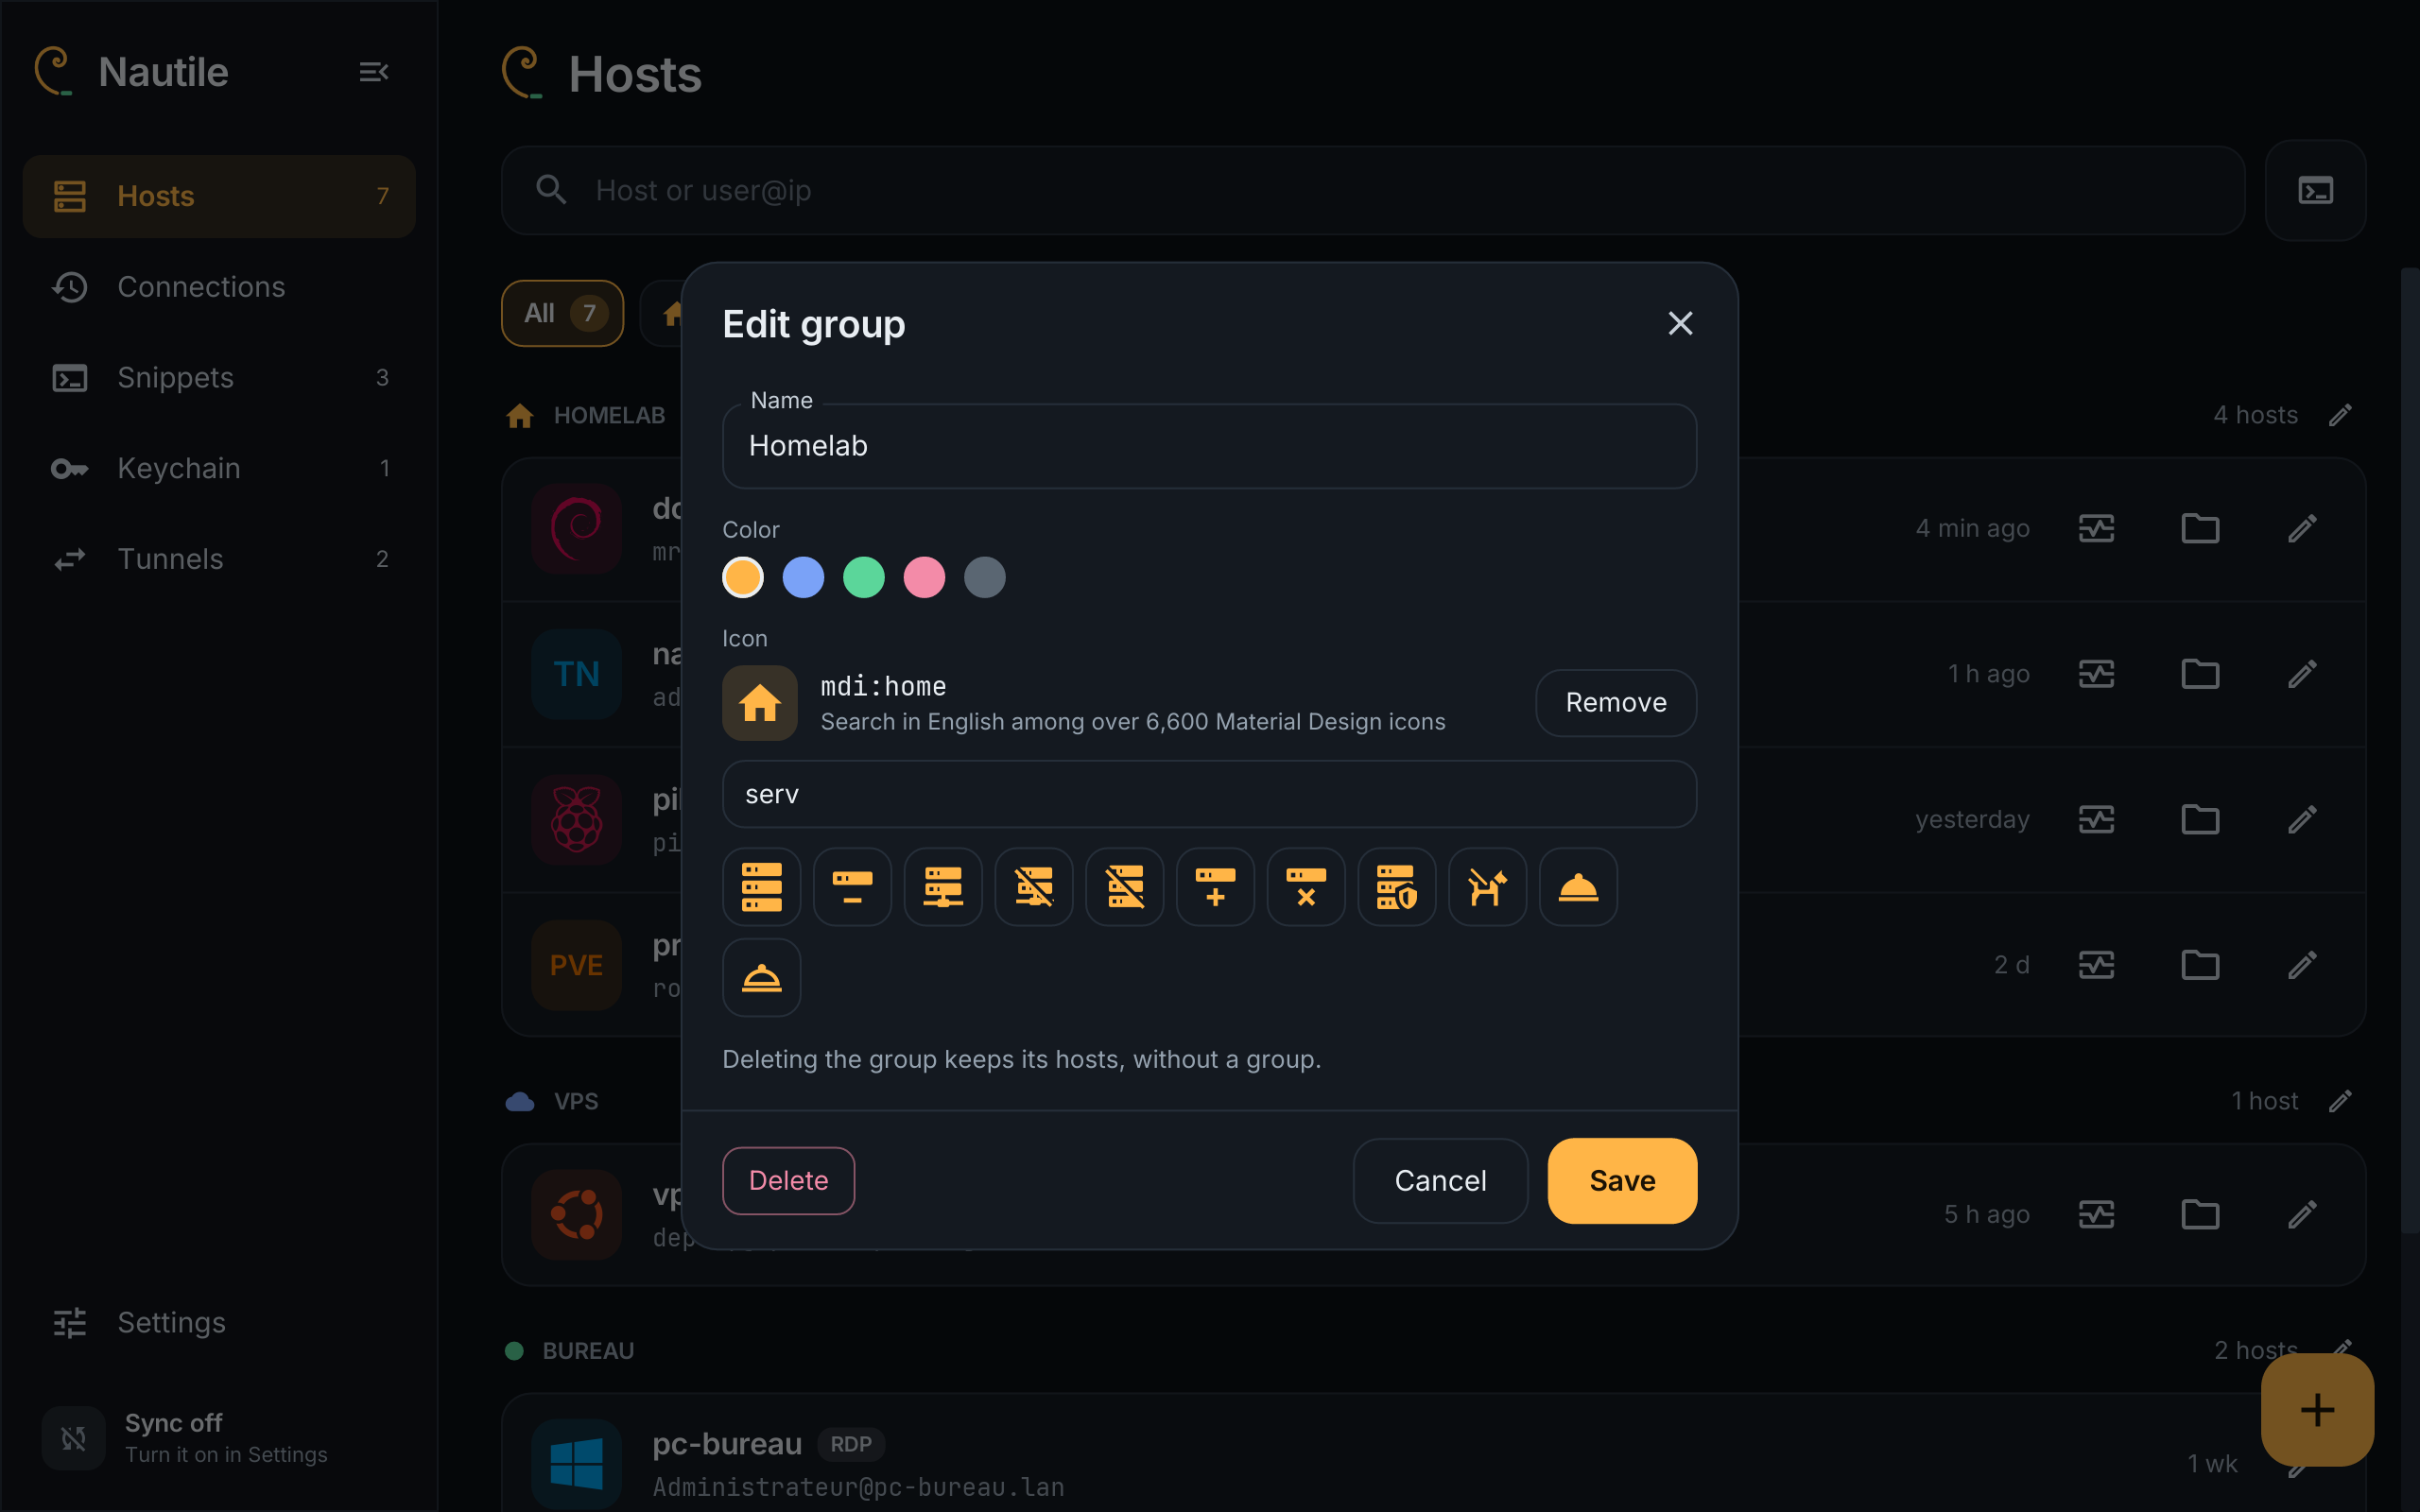 Nautile
Hosts 7
Connections
Snippets 3
Keychain 1
Tunnels 2
Settings
Sync off
Turn it on in Settings
Hosts
Host or user@ip
All 7
HOMELAB
4 hosts
4 min ago
TN
1 h ago
yesterday
PVE
2 d
VPS
1 host
5 h ago
BUREAU
2 hosts
pc-bureau RDP
Administrateur@pc-bureau.lan
1 wk
Edit group
Name
Homelab
Color
Icon
mdi:home
Search in English among over 6,600 Material Design icons
Remove
serv
Deleting the group keeps its hosts, without a group.
Delete
Cancel
Save